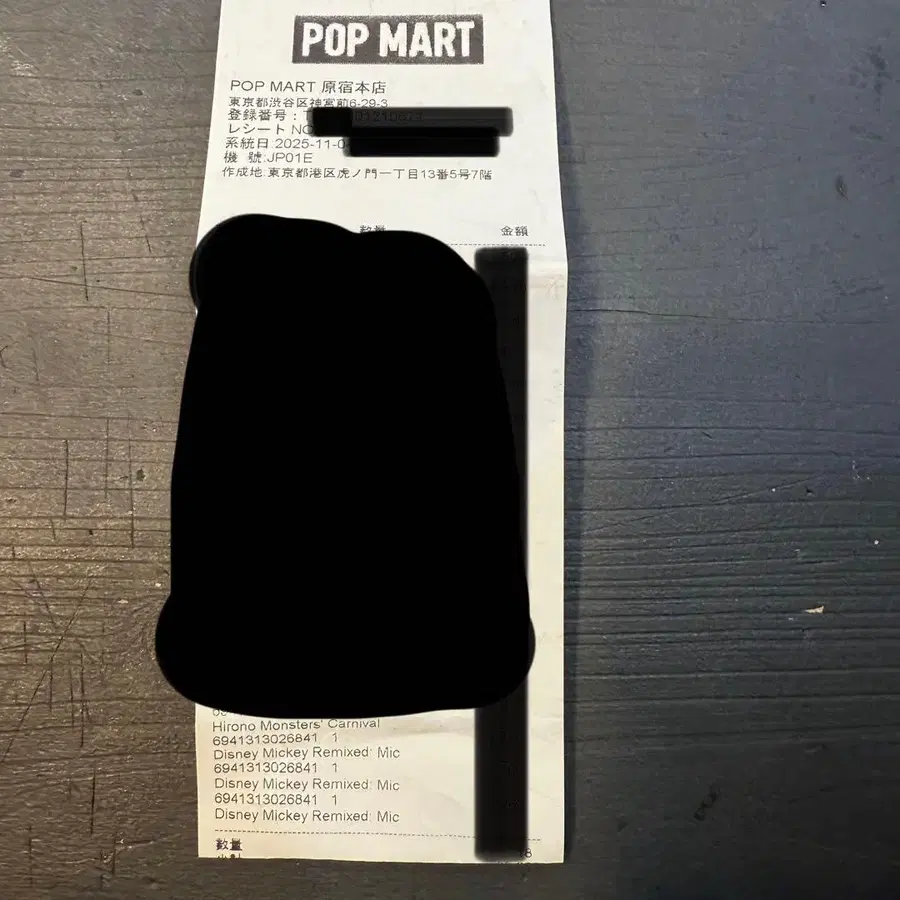 POP MART
POP MART 原宿本店
東京都渋谷区神宮前6-29-3
登録番号：T
レシート NO
系統日:2025-11-0
機 號:JP01E
作成地:東京都港区虎ノ門一丁目13番5号7階
数量 金額
Hirono Monsters' Carnival
6941313026841 1
Disney Mickey Remixed: Mic
6941313026841 1
Disney Mickey Remixed: Mic
6941313026841 1
Disney Mickey Remixed: Mic
数量